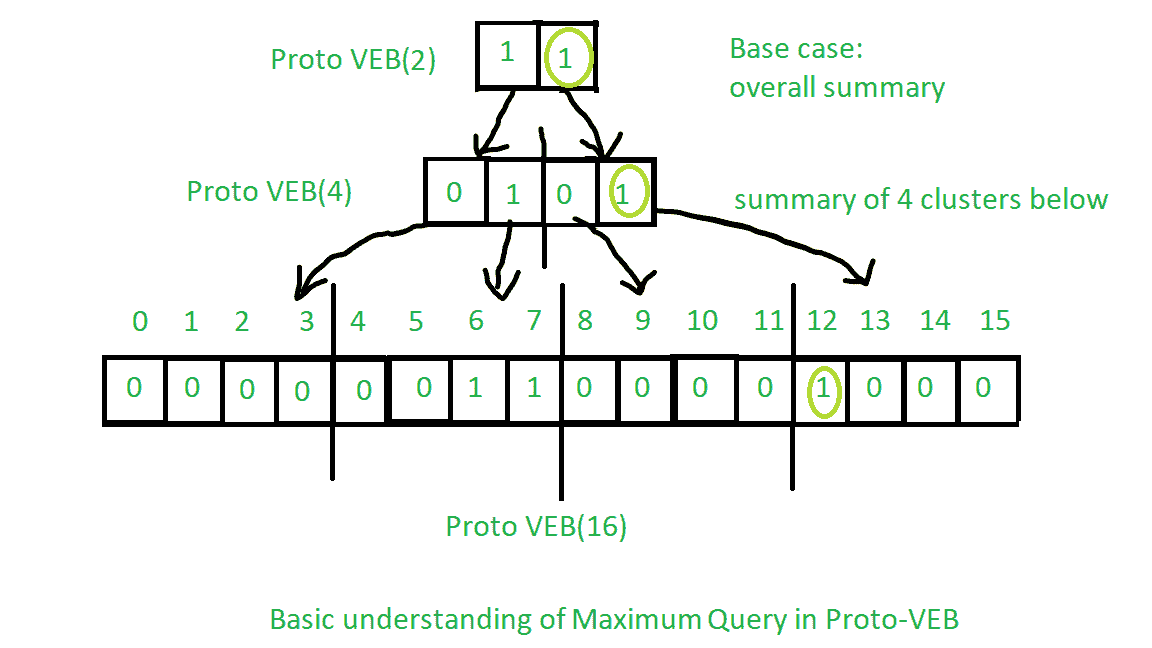 Proto VEB(2)
1 1
Base case:
overall summary
Proto VEB(4)
0 1 0 1
summary of 4 clusters below
0 1 2 3 4 5 6 7 8 9 10 11 12 13 14 15
0 0 0 0 0 0 1 1 0 0 0 0 1 0 0 0
Proto VEB(16)
Basic understanding of Maximum Query in Proto-VEB